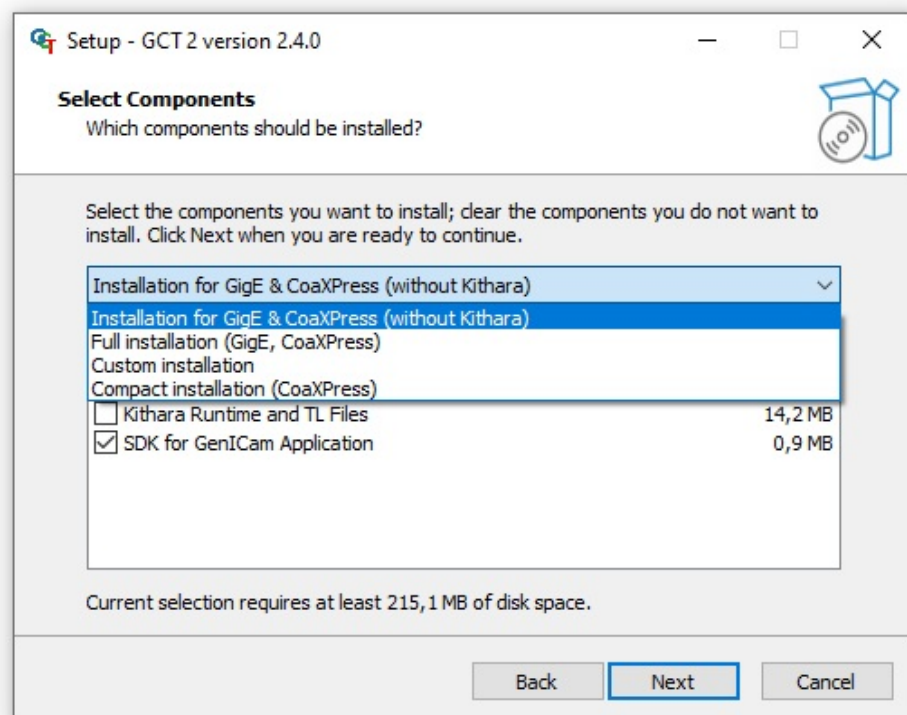 Setup - GCT 2 version 2.4.0
Select Components
Which components should be installed?
Select the components you want to install; clear the components you do not want to
install. Click Next when you are ready to continue.
Installation for GigE & CoaXPress (without Kithara)
Installation for GigE & CoaXPress (without Kithara)
Full installation (GigE, CoaXPress)
Custom installation
Compact installation (CoaXPress)
Kithara Runtime and TL Files 14,2 MB
SDK for GenICam Application 0,9 MB
Current selection requires at least 215,1 MB of disk space.
Back Next Cancel